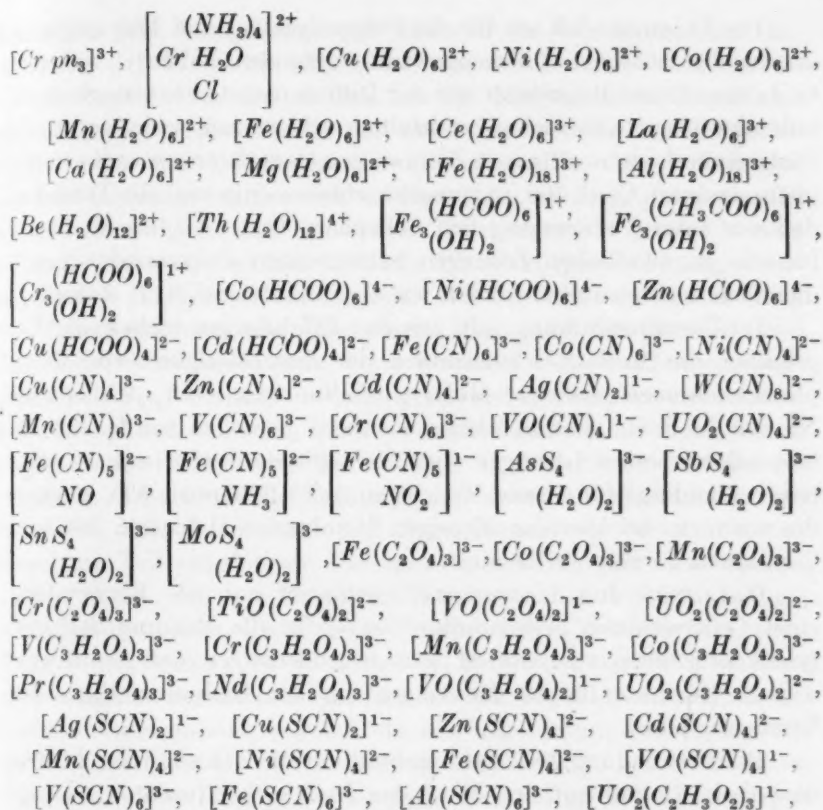 [Cr pn₃]³⁺, [Cr (NH₃)₄ H₂O Cl]²⁺, [Cu(H₂O)₆]²⁺, [Ni(H₂O)₆]²⁺, [Co(H₂O)₆]²⁺,
[Mn(H₂O)₆]²⁺, [Fe(H₂O)₆]²⁺, [Ce(H₂O)₆]³⁺, [La(H₂O)₆]³⁺
[Ca(H₂O)₆]²⁺, [Mg(H₂O)₆]²⁺, [Fe(H₂O)₁₈]³⁺, [Al(H₂O)₁₈]³⁺,
[Be(H₂O)₁₂]²⁺ [Th(H₂O)₁₂]⁴⁺ [Fe₃ (HCOO)₆ (OH)₂]¹⁺, [Fe₃ (CH₃COO)₆ (OH)₂]¹⁺
[Cr₃ (HCOO)₆ (OH)₂]¹⁺ [Co(HCOO)₆]⁴⁻, [Ni(HCOO)₆]⁴⁻, [Zn(HCOO)₆]⁴⁻,
[Cu(HCOO)₄]²⁻, [Cd(HCOO)₄]²⁻, [Fe(CN)₆]³⁻, [Co(CN)₆]³⁻, [Ni(CN)₄]²⁻
[Cu(CN)₄]³⁻, [Zn(CN)₄]²⁻, [Cd(CN)₄]²⁻, [Ag(CN)₂]¹⁻, [W(CN)₈]²⁻,
[Mn(CN)₆]³⁻ [V(CN)₆]³⁻, [Cr(CN)₆]³⁻ [VO(CN)₄]¹⁻, [UO₂(CN)₄]²⁻,
[Fe(CN)₅ NO]²⁻, [Fe(CN)₅ NH₃]²⁻, [Fe(CN)₅ NO₂]¹⁻, [AsS₄ (H₂O)₂]³⁻, [SbS₄ (H₂O)₂]³⁻,
[SnS₄ (H₂O)₂]³⁻, [MoS₄ (H₂O)₂]³⁻, [Fe(C₂O₄)₃]³⁻, [Co(C₂O₄)₃]³⁻, [Mn(C₂O₄)₃]³⁻,
[Cr(C₂O₄)₃]³⁻, [TiO(C₂O₄)₂]²⁻, [VO(C₂O₄)₂]¹⁻, [UO₂(C₂O₄)₂]²⁻,
[V(C₃H₂O₄)₃]³⁻, [Cr(C₃H₂O₄)₃]³⁻, [Mn(C₃H₂O₄)₃]³⁻, [Co(C₃H₂O₄)₃]³⁻,
[Pr(C₃H₂O₄)₃]³⁻, [Nd(C₃H₂O₄)₃]³⁻, [VO(C₃H₂O₄)₂]¹⁻, [UO₂(C₃H₂O₄)₂]²⁻,
[Ag(SCN)₂]¹⁻, [Cu(SCN)₂]¹⁻ [Zn(SCN)₄]²⁻ [Cd(SCN)₄]²⁻
[Mn(SCN)₄]²⁻, [Ni(SCN)₄]²⁻, [Fe(SCN)₄]²⁻ [VO(SCN)₄]¹⁻,
[V(SCN)₆]³⁻, [Fe(SCN)₆]³⁻, [Al(SCN)₆]³⁻, [UO₂(C₂H₃O₂)₃]¹⁻,